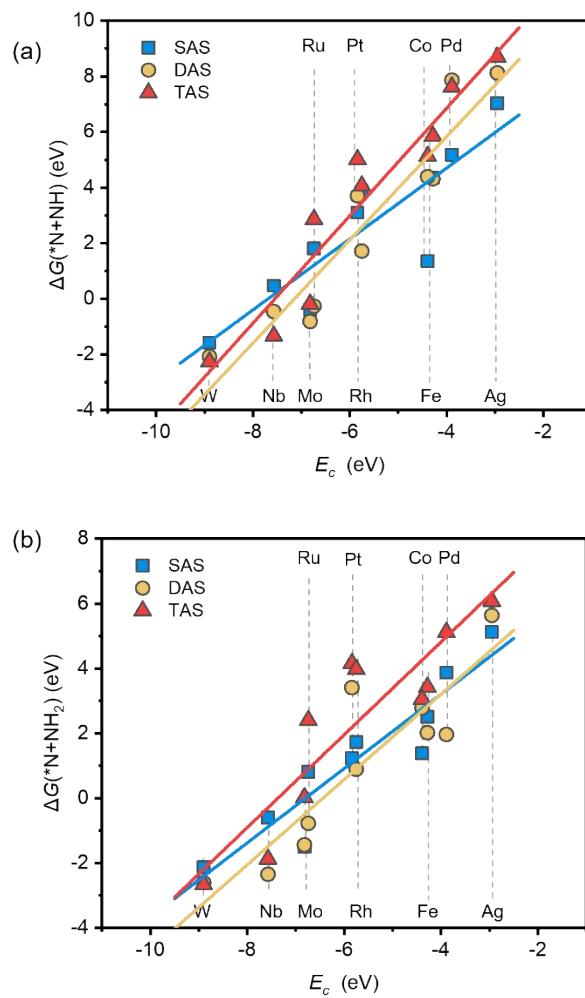 (a)
ΔG(*N+NH) (eV)
10
8
6
4
2
0
-2
-4
SAS
DAS
TAS
Ru Pt Co Pd
W Nb Mo Rh Fe Ag
-10 -8 -6 -4 -2
E_c (eV)
(b)
ΔG(*N+NH₂) (eV)
8
6
4
2
0
-2
-4
SAS
DAS
TAS
Ru Pt Co Pd
W Nb Mo Rh Fe Ag
-10 -8 -6 -4 -2
E_c (eV)